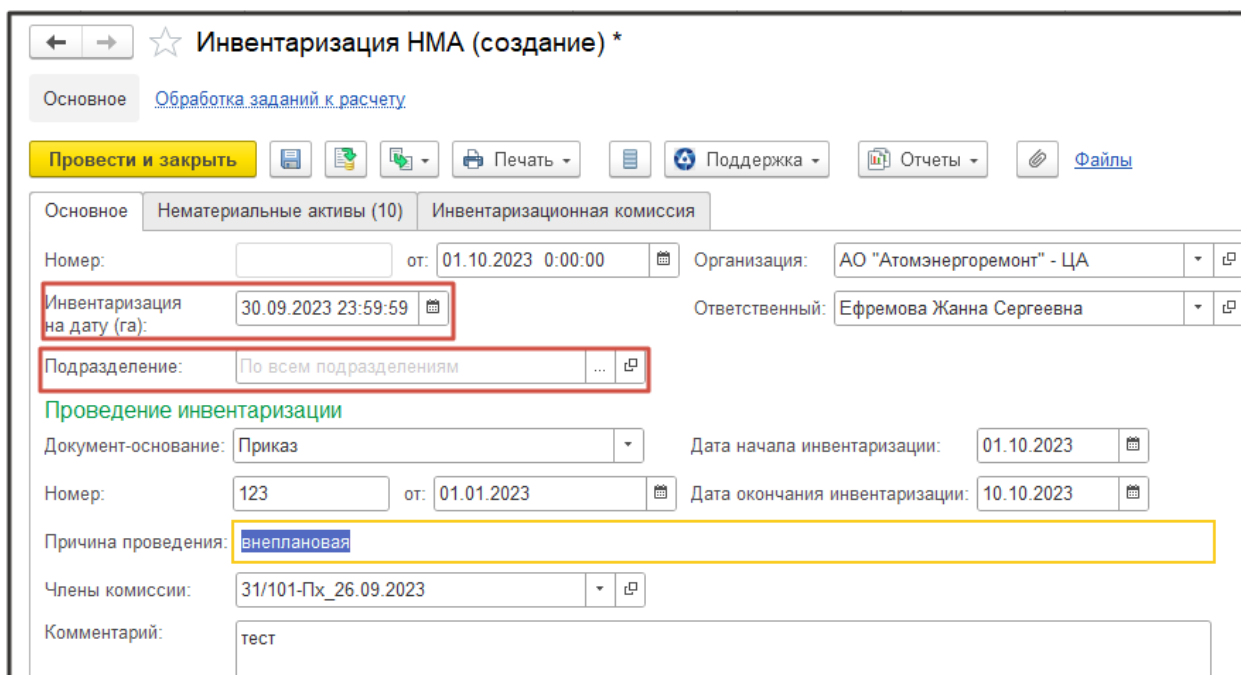 Инвентаризация НМА (создание) *
Основное Обработка заданий к расчету
Провести и закрыть Печать Поддержка Отчеты Файлы
Основное Нематериальные активы (10) Инвентаризационная комиссия
Номер: от: 01.10.2023 0:00:00 Организация: АО "Атомэнергоремонт" - ЦА
Инвентаризация
на дату (га): 30.09.2023 23:59:59 Ответственный: Ефремова Жанна Сергеевна
Подразделение: По всем подразделениям ...
Проведение инвентаризации
Документ-основание: Приказ Дата начала инвентаризации: 01.10.2023
Номер: 123 от: 01.01.2023 Дата окончания инвентаризации: 10.10.2023
Причина проведения: внеплановая
Члены комиссии: 31/101-Пх_26.09.2023
Комментарий: тест